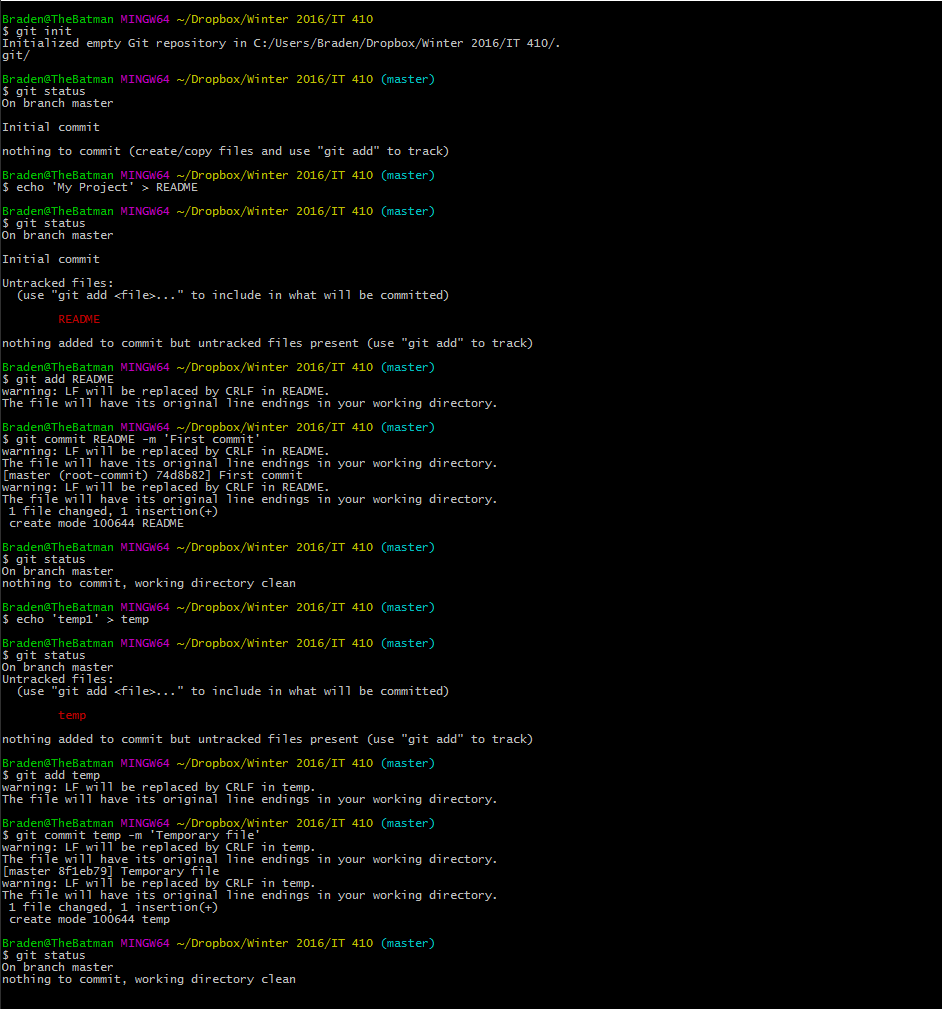 Braden@TheBatman MINGW64 ~/Dropbox/Winter 2016/IT 410
$ git init
Initialized empty Git repository in C:/Users/Braden/Dropbox/Winter 2016/IT 410/.
git/
Braden@TheBatman MINGW64 ~/Dropbox/Winter 2016/IT 410 (master)
$ git status
On branch master
Initial commit
nothing to commit (create/copy files and use "git add" to track)
Braden@TheBatman MINGW64 ~/Dropbox/Winter 2016/IT 410 (master)
$ echo 'My Project' > README
Braden@TheBatman MINGW64 ~/Dropbox/Winter 2016/IT 410 (master)
$ git status
On branch master
Initial commit
Untracked files:
  (use "git add <file>..." to include in what will be committed)
        README
nothing added to commit but untracked files present (use "git add" to track)
Braden@TheBatman MINGW64 ~/Dropbox/Winter 2016/IT 410 (master)
$ git add README
warning: LF will be replaced by CRLF in README.
The file will have its original line endings in your working directory.
Braden@TheBatman MINGW64 ~/Dropbox/Winter 2016/IT 410 (master)
$ git commit README -m 'First commit'
warning: LF will be replaced by CRLF in README.
The file will have its original line endings in your working directory.
[master (root-commit) 74d8b82] First commit
warning: LF will be replaced by CRLF in README.
The file will have its original line endings in your working directory.
 1 file changed, 1 insertion(+)
 create mode 100644 README
Braden@TheBatman MINGW64 ~/Dropbox/Winter 2016/IT 410 (master)
$ git status
On branch master
nothing to commit, working directory clean
Braden@TheBatman MINGW64 ~/Dropbox/Winter 2016/IT 410 (master)
$ echo 'temp1' > temp
Braden@TheBatman MINGW64 ~/Dropbox/Winter 2016/IT 410 (master)
$ git status
On branch master
Untracked files:
  (use "git add <file>..." to include in what will be committed)
        temp
nothing added to commit but untracked files present (use "git add" to track)
Braden@TheBatman MINGW64 ~/Dropbox/Winter 2016/IT 410 (master)
$ git add temp
warning: LF will be replaced by CRLF in temp.
The file will have its original line endings in your working directory.
Braden@TheBatman MINGW64 ~/Dropbox/Winter 2016/IT 410 (master)
$ git commit temp -m 'Temporary file'
warning: LF will be replaced by CRLF in temp.
The file will have its original line endings in your working directory.
[master 8f1eb79] Temporary file
warning: LF will be replaced by CRLF in temp.
The file will have its original line endings in your working directory.
 1 file changed, 1 insertion(+)
 create mode 100644 temp
Braden@TheBatman MINGW64 ~/Dropbox/Winter 2016/IT 410 (master)
$ git status
On branch master
nothing to commit, working directory clean